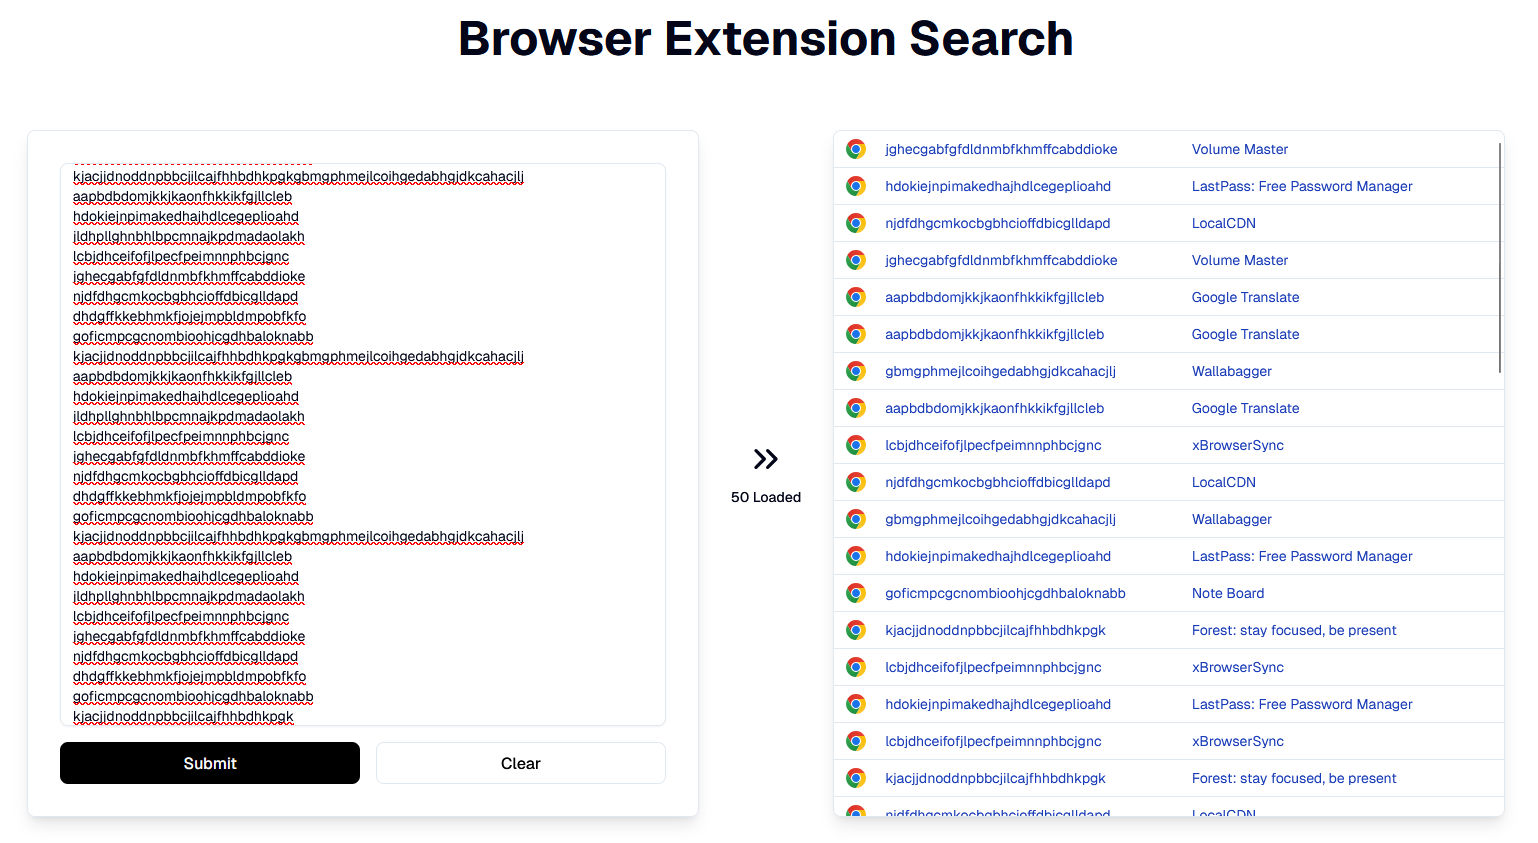 Browser Extension Search
kjacjjdnoddnpbbcjilcajfhhbdhkpgkgbmgphmejlcoihgedabhgjdkcahacjlj
aapbdbdomjkkjkaonfhkkikfgjllcleb
hdokiejnpimakedhajhdlcegeplioahd
jldhpllghnbhlbpcmnajkpdmadaolakh
lcbjdhceifofjlpecfpeimnnphbcjgnc
jghecgabfgfdldnmbfkhmffcabddioke
njdfdhgcmkocbgbhcioffdbicglldapd
dhdgffkkebhmkfjojejmpbldmpobfkfo
goficmpcgcnombioohjcgdhbaloknabb
kjacjjdnoddnpbbcjilcajfhhbdhkpgkgbmgphmejlcoihgedabhgjdkcahacjlj
aapbdbdomjkkjkaonfhkkikfgjllcleb
hdokiejnpimakedhajhdlcegeplioahd
jldhpllghnbhlbpcmnajkpdmadaolakh
lcbjdhceifofjlpecfpeimnnphbcjgnc
jghecgabfgfdldnmbfkhmffcabddioke
njdfdhgcmkocbgbhcioffdbicglldapd
dhdgffkkebhmkfjojejmpbldmpobfkfo
goficmpcgcnombioohjcgdhbaloknabb
kjacjjdnoddnpbbcjilcajfhhbdhkpgkgbmgphmejlcoihgedabhgjdkcahacjlj
aapbdbdomjkkjkaonfhkkikfgjllcleb
hdokiejnpimakedhajhdlcegeplioahd
jldhpllghnbhlbpcmnajkpdmadaolakh
lcbjdhceifofjlpecfpeimnnphbcjgnc
jghecgabfgfdldnmbfkhmffcabddioke
njdfdhgcmkocbgbhcioffdbicglldapd
dhdgffkkebhmkfjojejmpbldmpobfkfo
goficmpcgcnombioohjcgdhbaloknabb
kjacjjdnoddnpbbcjilcajfhhbdhkpgk
Submit
Clear
50 Loaded
jghecgabfgfdldnmbfkhmffcabddioke Volume Master
hdokiejnpimakedhajhdlcegeplioahd LastPass: Free Password Manager
njdfdhgcmkocbgbhcioffdbicglldapd LocalCDN
jghecgabfgfdldnmbfkhmffcabddioke Volume Master
aapbdbdomjkkjkaonfhkkikfgjllcleb Google Translate
aapbdbdomjkkjkaonfhkkikfgjllcleb Google Translate
gbmgphmejlcoihgedabhgjdkcahacjlj Wallabagger
aapbdbdomjkkjkaonfhkkikfgjllcleb Google Translate
lcbjdhceifofjlpecfpeimnnphbcjgnc xBrowserSync
njdfdhgcmkocbgbhcioffdbicglldapd LocalCDN
gbmgphmejlcoihgedabhgjdkcahacjlj Wallabagger
hdokiejnpimakedhajhdlcegeplioahd LastPass: Free Password Manager
goficmpcgcnombioohjcgdhbaloknabb Note Board
kjacjjdnoddnpbbcjilcajfhhbdhkpgk Forest: stay focused, be present
lcbjdhceifofjlpecfpeimnnphbcjgnc xBrowserSync
hdokiejnpimakedhajhdlcegeplioahd LastPass: Free Password Manager
lcbjdhceifofjlpecfpeimnnphbcjgnc xBrowserSync
kjacjjdnoddnpbbcjilcajfhhbdhkpgk Forest: stay focused, be present
njdfdhgcmkocbgbhcioffdbicglldapd LocalCDN